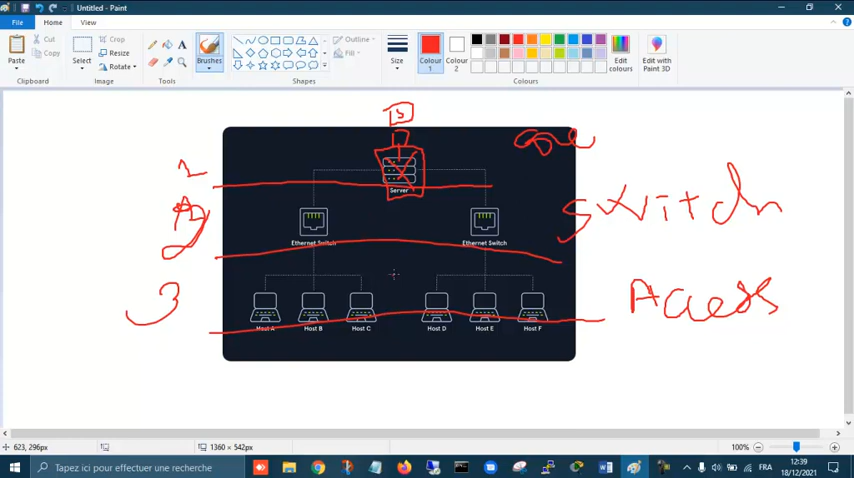 Untitled - Paint
File Home View
Paste
Cut
Copy
Clipboard
Select
Crop
Resize
Rotate
Image
A
Tools
Brushes
Shapes
Outline
Fill
Size
Colour 1
Colour 2
Colours
Edit colours
Edit with Paint 3D
S
1
Server
2
Switch
Ethernet Switch Ethernet Switch
3
Access
Host A Host B Host C Host D Host E Host F
623, 296px 1360 × 542px 100%
Tapez ici pour effectuer une recherche
FRA
12:39
18/12/2021